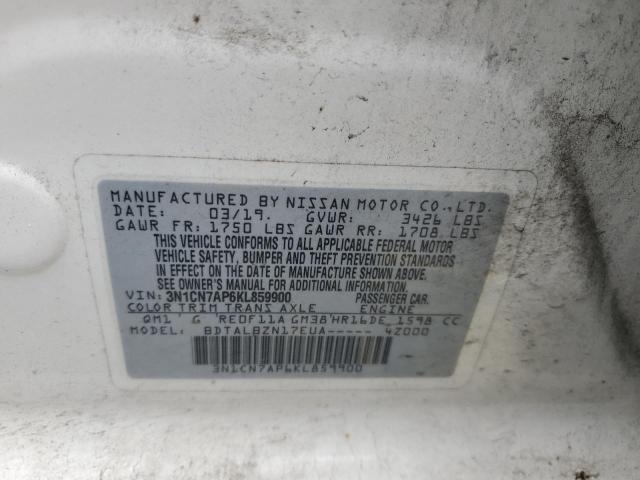 MANUFACTURED BY NISSAN MOTOR CO.,LTD.
DATE: 03/19. GVWR: 3426 LBS
GAWR FR: 1750 LBS GAWR RR: 1708 LBS
THIS VEHICLE CONFORMS TO ALL APPLICABLE FEDERAL MOTOR
VEHICLE SAFETY, BUMPER AND THEFT PREVENTION STANDARDS
IN EFFECT ON THE DATE OF MANUFACTURE SHOWN ABOVE.
SEE OWNER'S MANUAL FOR ADDITIONAL INFORMATION.
VIN: 3N1CN7AP6KL859900 PASSENGER CAR
COLOR TRIM TRANS AXLE ENGINE
QM1 G RE0F11A GM38 HR16DE 1598 CC
MODEL: BDTALBZN17EUA----- 4Z000
3N1CN7AP6KL859900